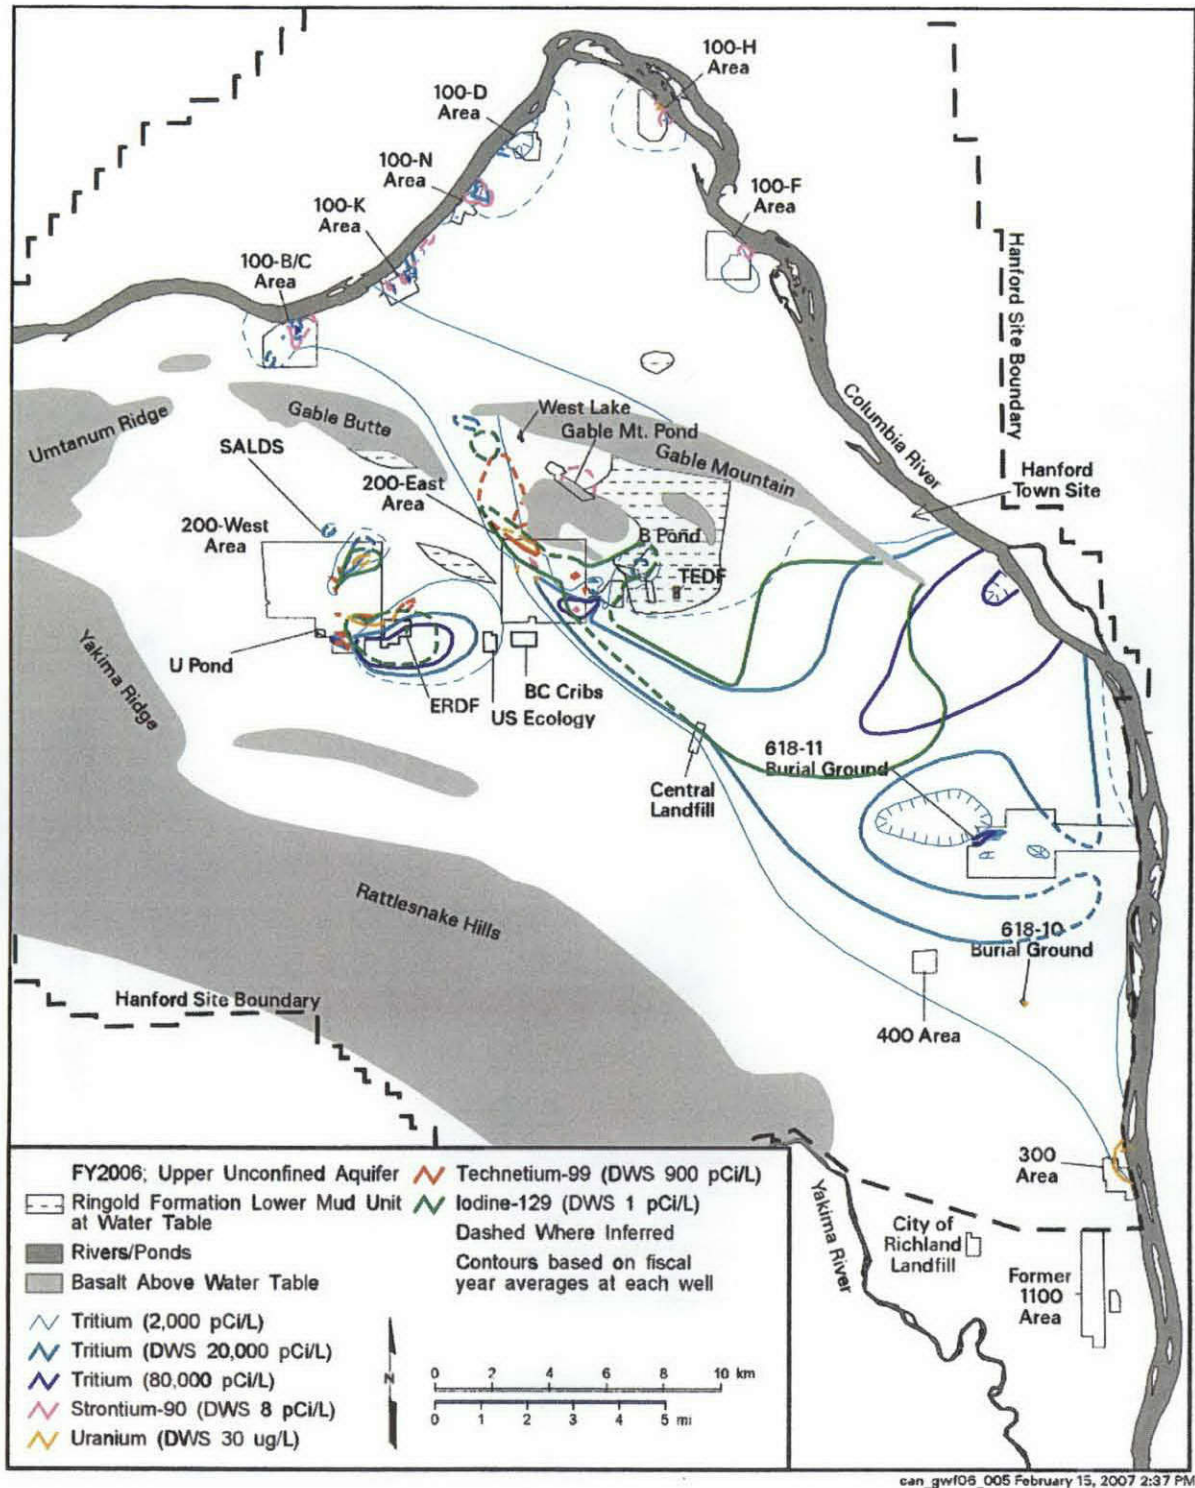 100-H
Area
100-D
Area
100-N
Area
100-K
Area
100-F
Area
100-B/C
Area
Hanford Site Boundary
Columbia River
Umtanum Ridge
Gable Butte
West Lake
Gable Mt. Pond
Gable Mountain
Hanford
Town Site
SALDS
200-East
Area
200-West
Area
B Pond
TEDF
U Pond
ERDF
BC Cribs
US Ecology
Yakima Ridge
Central
Landfill
618-11
Burial Ground
Rattlesnake Hills
618-10
Burial Ground
400 Area
Hanford Site Boundary
300
Area
Yakima River
City of
Richland
Landfill
Former
1100
Area
FY2006; Upper Unconfined Aquifer
Ringold Formation Lower Mud Unit
at Water Table
Rivers/Ponds
Basalt Above Water Table
Tritium (2,000 pCi/L)
Tritium (DWS 20,000 pCi/L)
Tritium (80,000 pCi/L)
Strontium-90 (DWS 8 pCi/L)
Uranium (DWS 30 ug/L)
Technetium-99 (DWS 900 pCi/L)
Iodine-129 (DWS 1 pCi/L)
Dashed Where Inferred
Contours based on fiscal
year averages at each well
N
0 2 4 6 8 10 km
0 1 2 3 4 5 mi
can_gwf06_005 February 15, 2007 2:37 PM